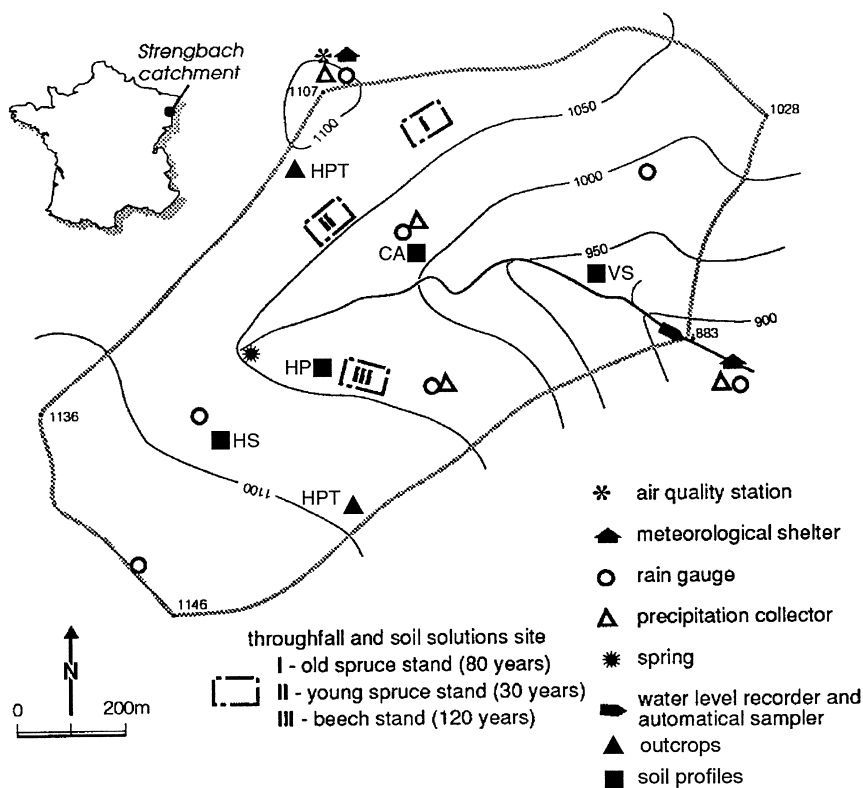 Strengbach
catchment
1107
1100
1050
1028
HPT
I
1000
II
CA
950
VS
900
883
HP
III
1136
HS
1100
HPT
1146
air quality station
meteorological shelter
rain gauge
precipitation collector
spring
water level recorder and
automatical sampler
outcrops
soil profiles
throughfall and soil solutions site
I - old spruce stand (80 years)
II - young spruce stand (30 years)
III - beech stand (120 years)
N
0 200m